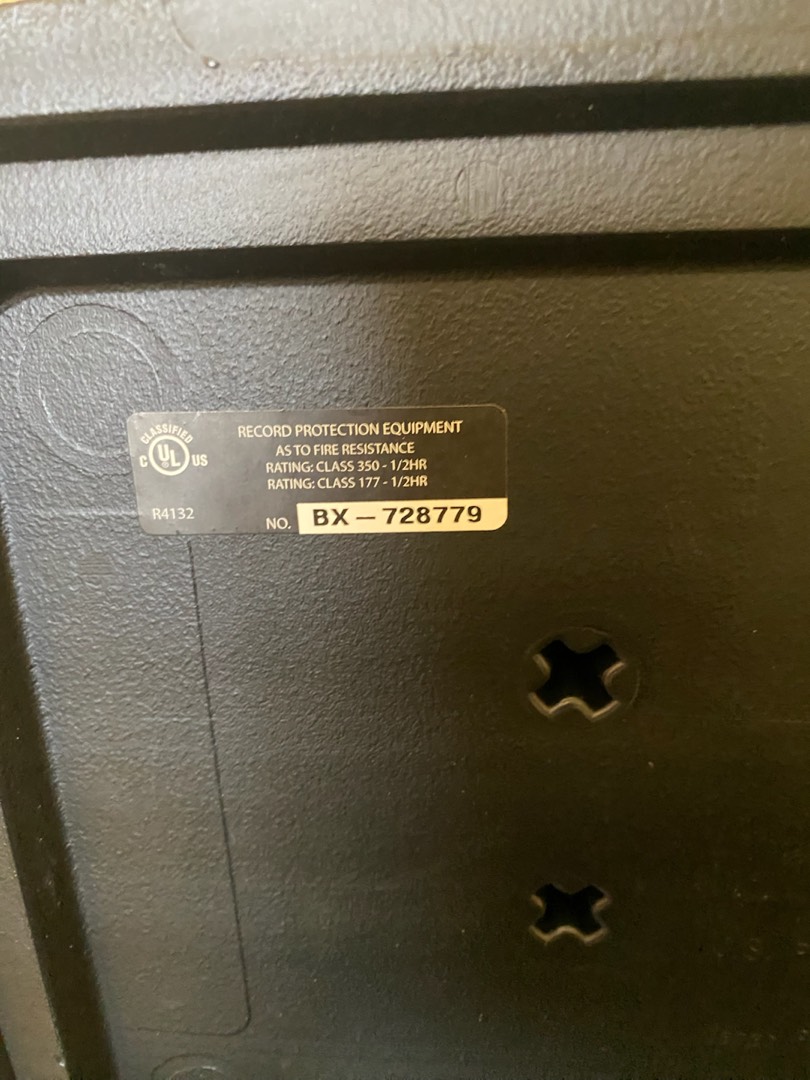 CLASSIFIED
C UL US
®
RECORD PROTECTION EQUIPMENT
AS TO FIRE RESISTANCE
RATING: CLASS 350 - 1/2HR
RATING: CLASS 177 - 1/2HR
R4132
NO. BX-728779